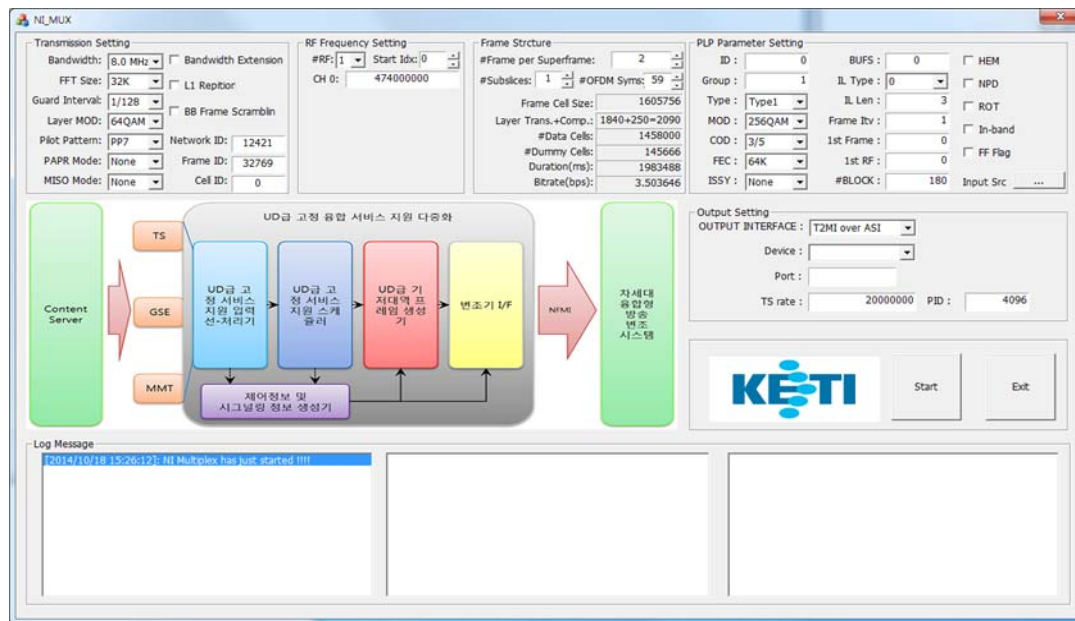 NI_MUX
Transmission Setting
Bandwidth: 8.0 MHz Bandwidth Extension
FFT Size: 32K L1 Repitior
Guard Interval: 1/128 BB Frame Scramblin
Layer MOD: 64QAM
Pilot Pattern: PP7 Network ID: 12421
PAPR Mode: None Frame ID: 32769
MISO Mode: None Cell ID: 0
RF Frequency Setting
#RF: 1 Start Idx: 0
CH 0: 474000000
Frame Strcture
#Frame per Superframe: 2
#Subslices: 1 #OFDM Syms: 59
Frame Cell Size: 1605756
Layer Trans.+Comp.: 1840+250=2090
#Data Cells: 1458000
#Dummy Cells: 145666
Duration(ms): 1983488
Bitrate(bps): 3.503646
PLP Parameter Setting
ID : 0 BUFS : 0 HEM
Group : 1 IL Type : 0 NPD
Type : Type1 IL Len : 3 ROT
MOD : 256QAM Frame Itv : 1 In-band
COD : 3/5 1st Frame : 0 FF Flag
FEC : 64K 1st RF : 0
ISSY : None #BLOCK : 180 Input Src ...
Content
Server
TS
GSE
MMT
UD급 고정 융합 서비스 지원 다중화
UD급 고
정 서비스
지원 입력
선-처리기
UD급 고
정 서비스
지원 스케
쥴러
UD급 기
저대역 프
레임 생성
기
변조기 I/F
제어정보 및
시그널링 정보 생성기
NFMI
차세대
융합형
방송
변조
시스템
Output Setting
OUTPUT INTERFACE : T2MI over ASI
Device :
Port :
TS rate : 20000000 PID : 4096
KETI
Start
Exit
Log Message
[2014/10/18 15:26:12]: NI Multiplex has just started !!!!